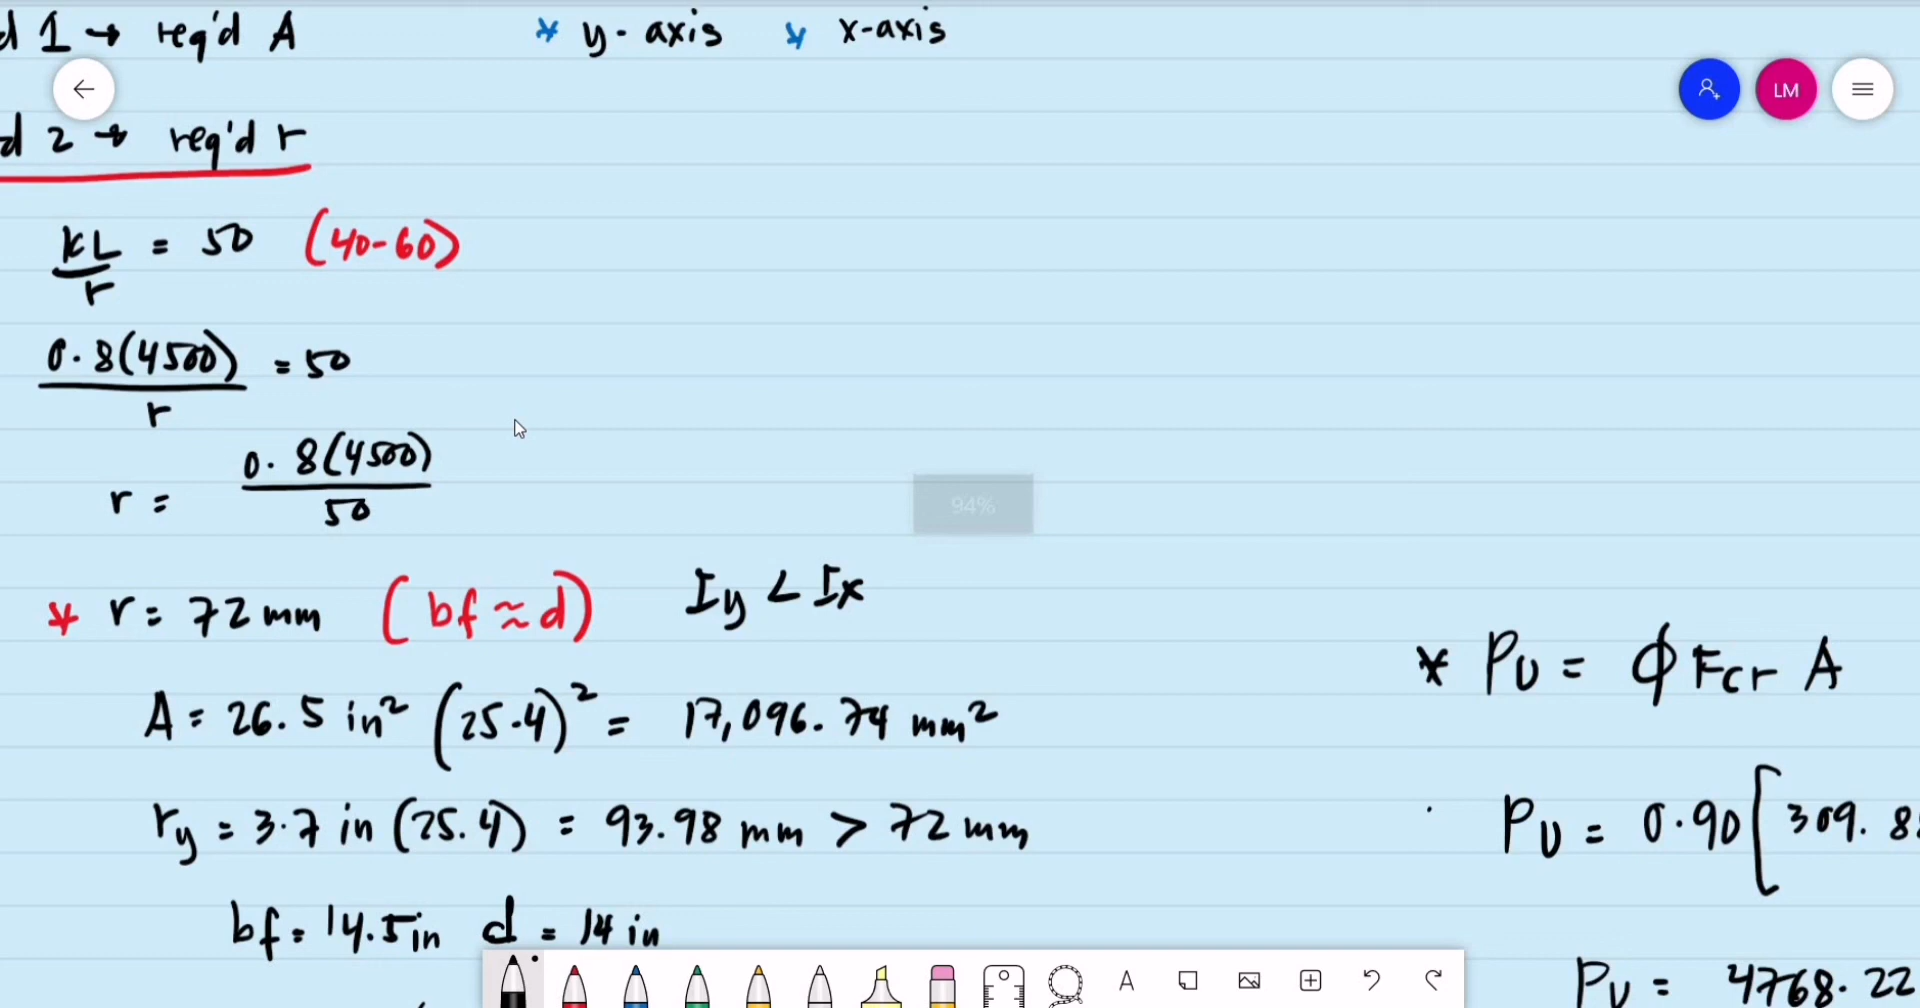 d 1 → req'd A
* y-axis * x-axis
LM
d 2 → req'd r
kL/r = 50 (40-60)
0.8(4500)/r = 50
r = 0.8(4500)/50
94%
* r = 72 mm (bf ≈ d) Iy < Ix
* PU = ϕ Fcr A
A = 26.5 in² (25.4)² = 17,096.74 mm²
ry = 3.7 in (25.4) = 93.98 mm > 72 mm
PU = 0.90[309.8
bf = 14.5in d = 14 in
PU = 4768.22
A